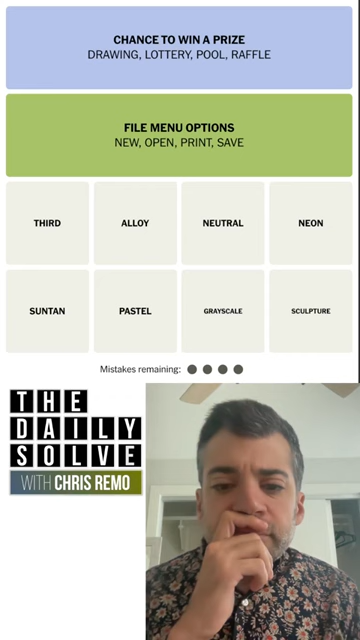 CHANCE TO WIN A PRIZE
DRAWING, LOTTERY, POOL, RAFFLE
FILE MENU OPTIONS
NEW, OPEN, PRINT, SAVE
THIRD ALLOY NEUTRAL NEON
SUNTAN PASTEL GRAYSCALE SCULPTURE
Mistakes remaining:
THE
DAILY
SOLVE
WITH CHRIS REMO